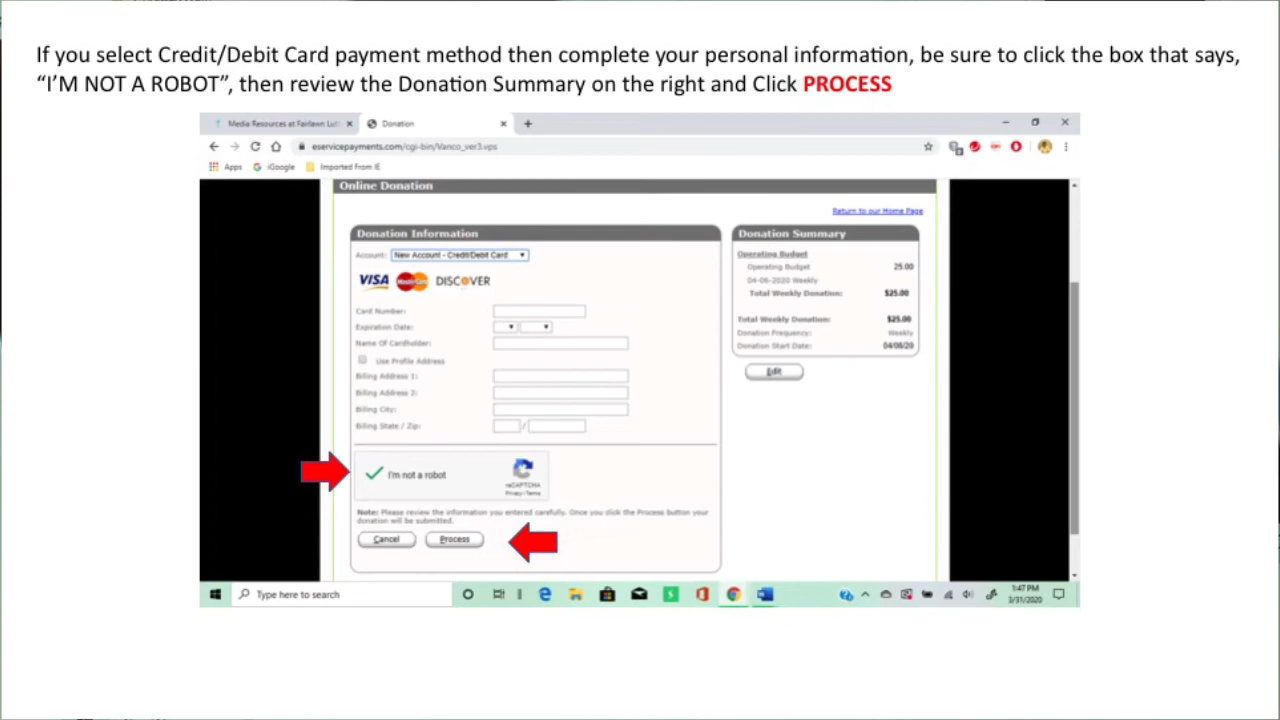 If you select Credit/Debit Card payment method then complete your personal information, be sure to click the box that says,
“I’M NOT A ROBOT”, then review the Donation Summary on the right and Click PROCESS
Media Resources at Fairlawn Lut
Donation
eservicepayments.com/cgi-bin/Vanco_ver3.vps
Apps
iGoogle
Imported From IE
Online Donation
Return to our Home Page
Donation Information
Account: New Account - Credit/Debit Card
VISA MasterCard DISCOVER
Card Number:
Expiration Date:
Name Of Cardholder:
Use Profile Address
Billing Address 1:
Billing Address 2:
Billing City:
Billing State / Zip: /
I'm not a robot
reCAPTCHA
Privacy - Terms
Note: Please review the information you entered carefully. Once you click the Process button your
donation will be submitted.
Cancel Process
Donation Summary
Operating Budget
Operating Budget 25.00
04-06-2020 Weekly
Total Weekly Donation: $25.00
Total Weekly Donation: $25.00
Donation Frequency: Weekly
Donation Start Date: 04/08/20
Edit
Type here to search
1:47 PM
3/31/2020